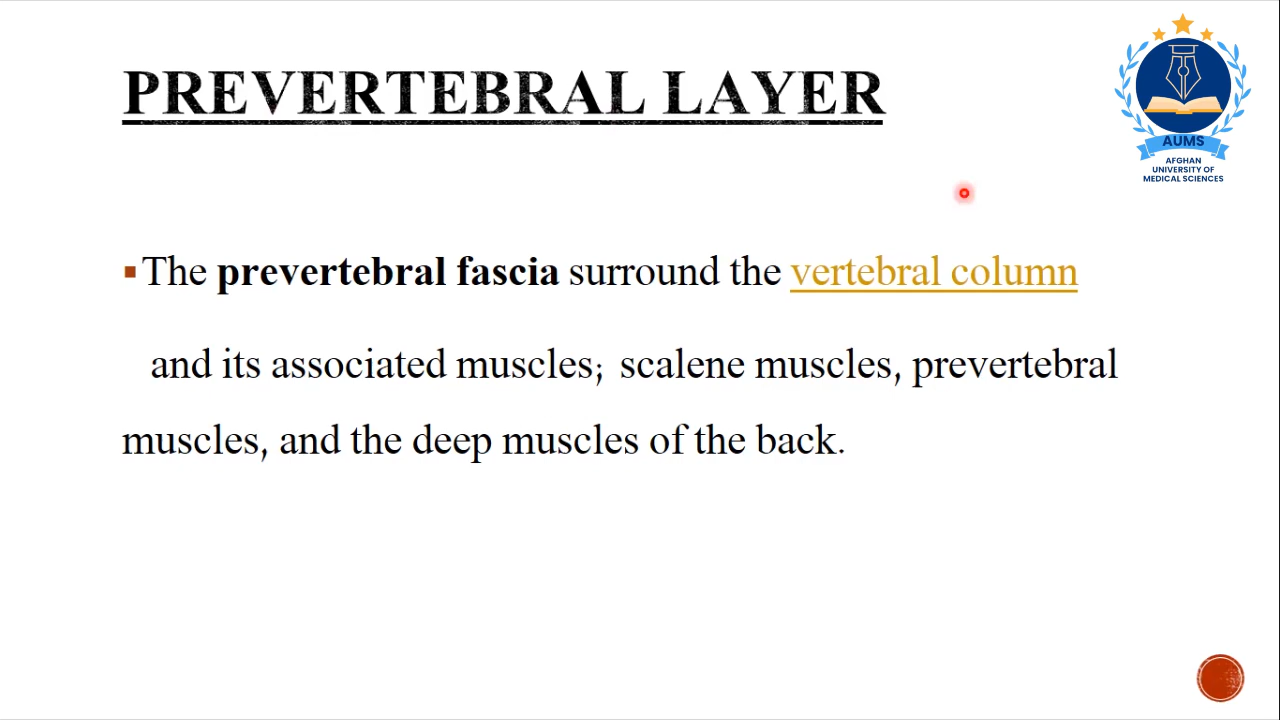 PREVERTEBRAL LAYER
AUMS
AFGHAN
UNIVERSITY OF
MEDICAL SCIENCES
▪The prevertebral fascia surround the vertebral column
and its associated muscles; scalene muscles, prevertebral
muscles, and the deep muscles of the back.